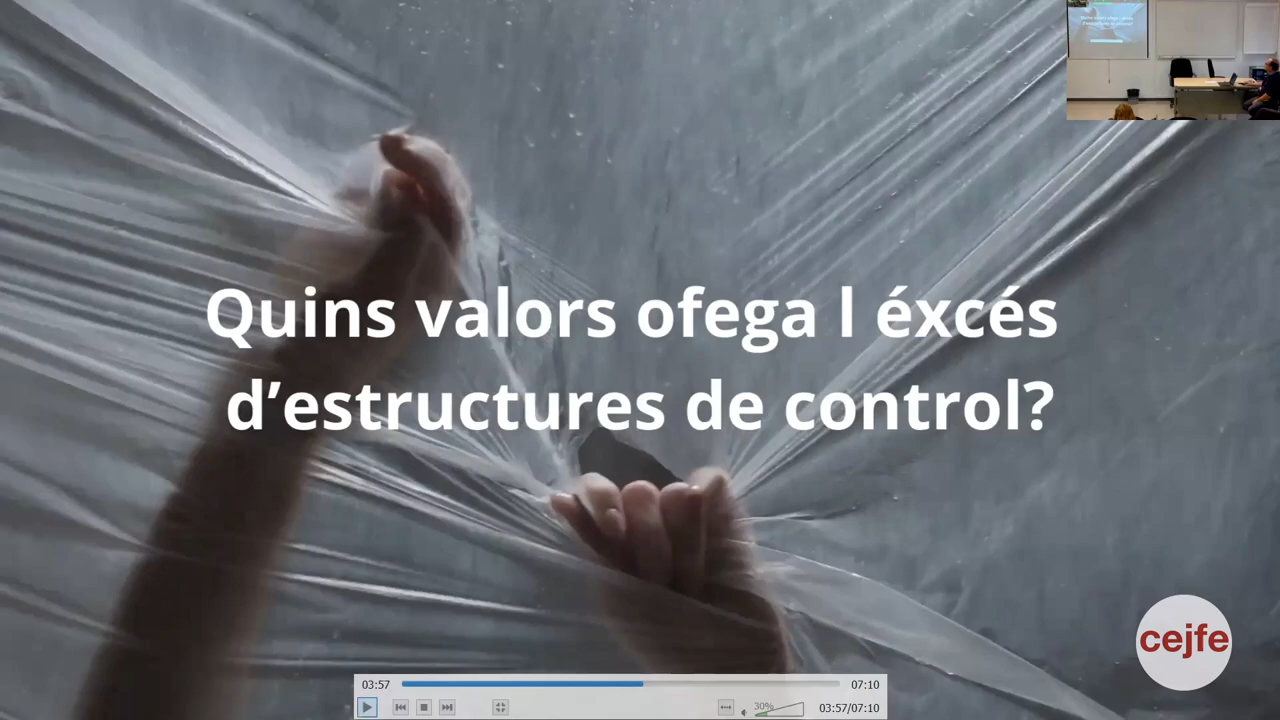 Quins valors ofega l éxcés
d’estructures de control?
cejfe
03:57
07:10
30%
03:57/07:10